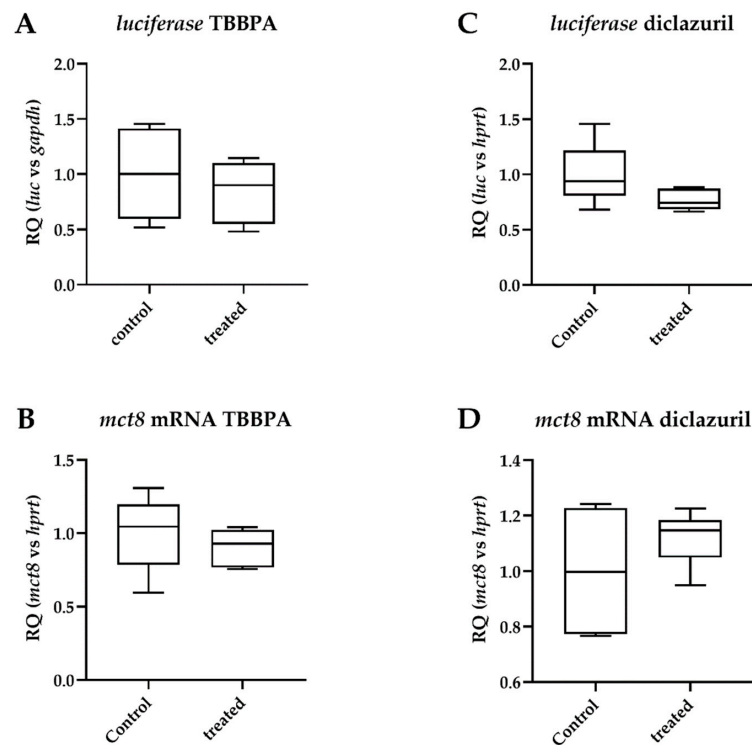 A
luciferase TBBPA
2.0
1.5
1.0
0.5
0.0
RQ (luc vs gapdh)
control
treated
C
luciferase diclazuril
2.0
1.5
1.0
0.5
0.0
RQ (luc vs hprt)
Control
treated
B
mct8 mRNA TBBPA
1.5
1.0
0.5
0.0
RQ (mct8 vs hprt)
Control
treated
D
mct8 mRNA diclazuril
1.4
1.2
1.0
0.8
0.6
RQ (mct8 vs hprt)
Control
treated